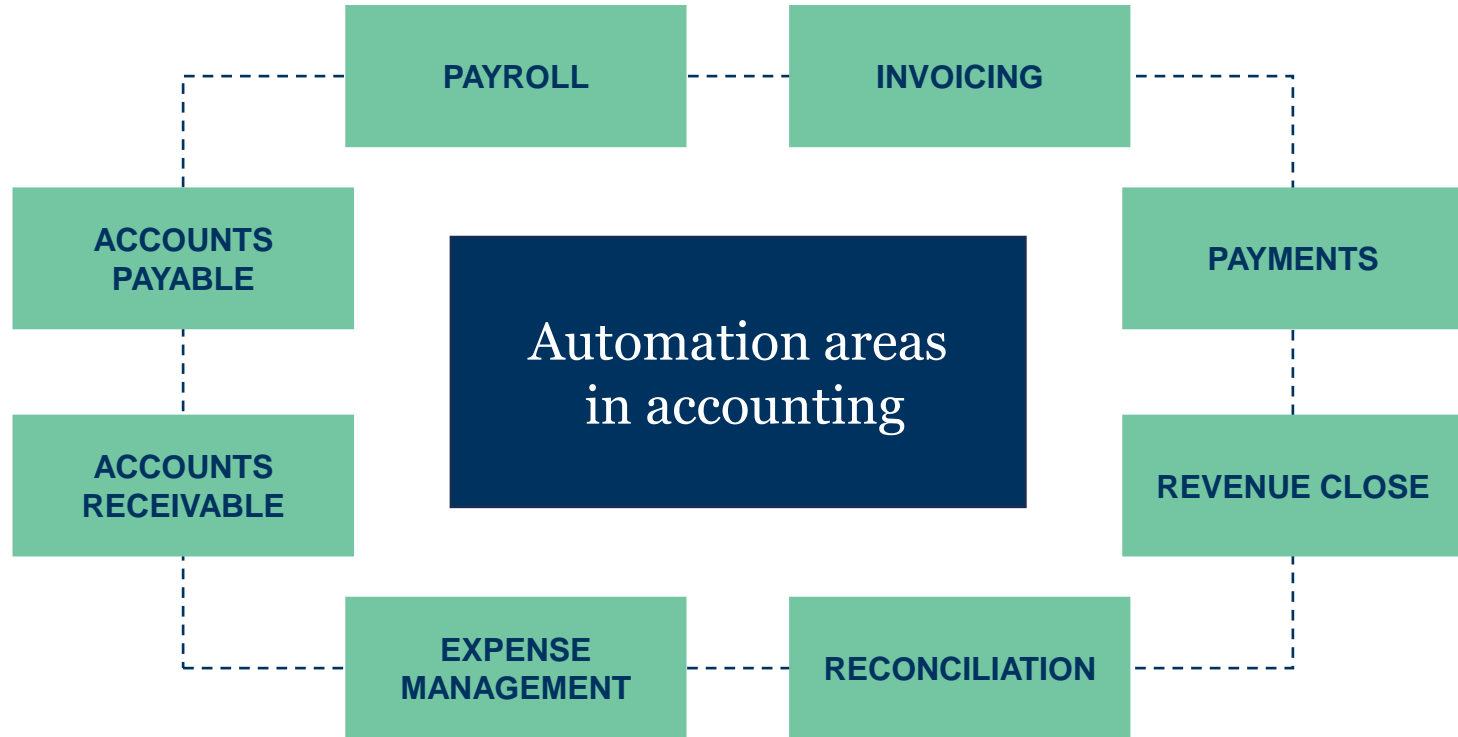 PAYROLL
INVOICING
ACCOUNTS
PAYABLE
PAYMENTS
Automation areas
in accounting
ACCOUNTS
RECEIVABLE
REVENUE CLOSE
EXPENSE
MANAGEMENT
RECONCILIATION